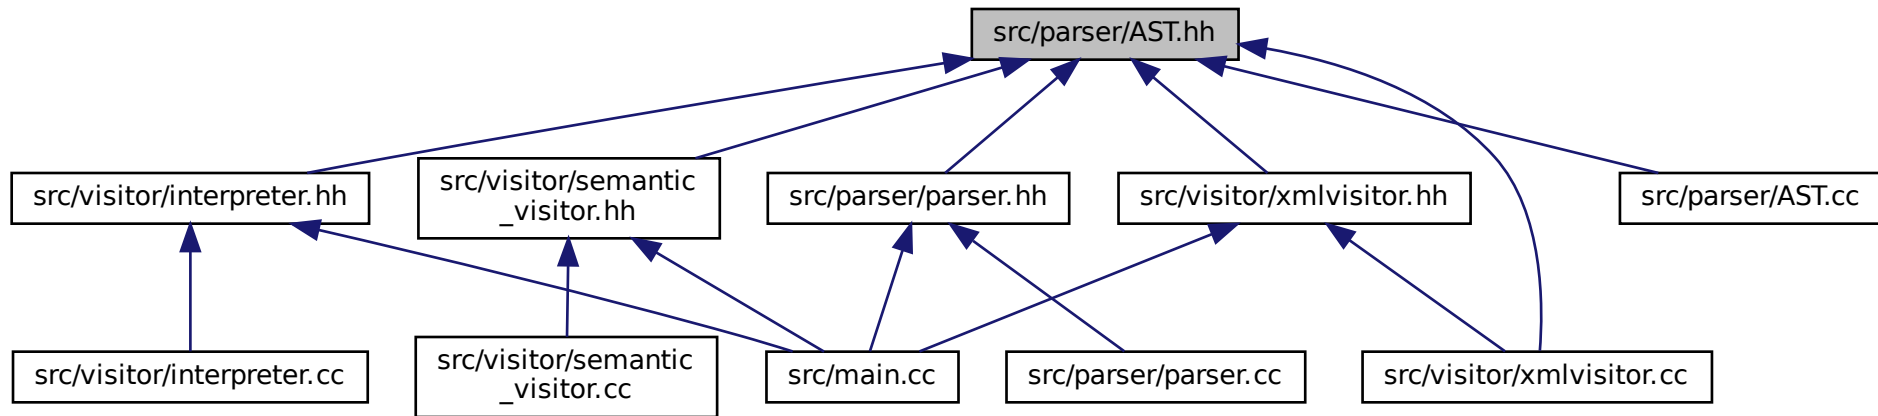 src/parser/AST.hh
src/visitor/interpreter.hh
src/visitor/semantic
_visitor.hh
src/parser/parser.hh
src/visitor/xmlvisitor.hh
src/parser/AST.cc
src/visitor/interpreter.cc
src/visitor/semantic
_visitor.cc
src/main.cc
src/parser/parser.cc
src/visitor/xmlvisitor.cc